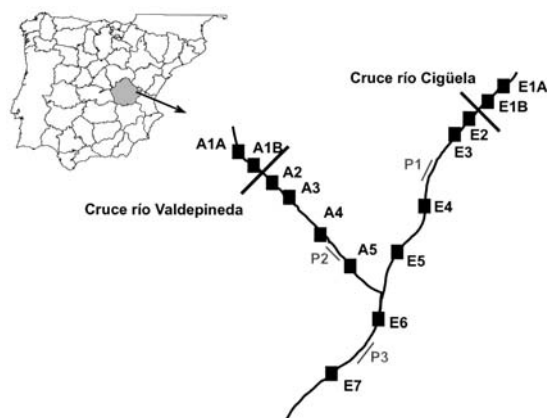 Cruce río Cigüela
E1A
E1B
E2
E3
P1
E4
E5
A1A
A1B
A2
A3
Cruce río Valdepineda
A4
P2
A5
E6
P3
E7